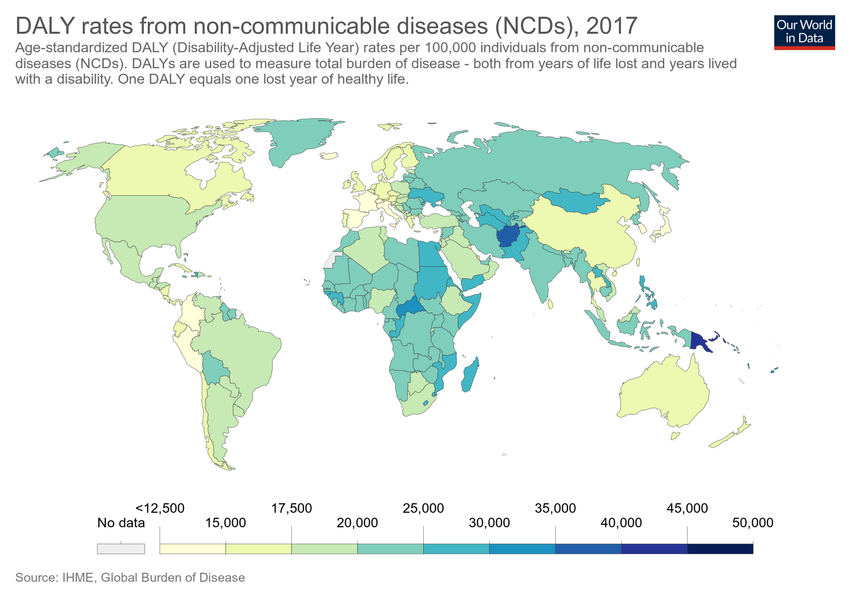 DALY rates from non-communicable diseases (NCDs), 2017
Our World
in Data
Age-standardized DALY (Disability-Adjusted Life Year) rates per 100,000 individuals from non-communicable
diseases (NCDs). DALYs are used to measure total burden of disease - both from years of life lost and years lived
with a disability. One DALY equals one lost year of healthy life.
<12,500 17,500 25,000 35,000 45,000
No data 15,000 20,000 30,000 40,000 50,000
Source: IHME, Global Burden of Disease